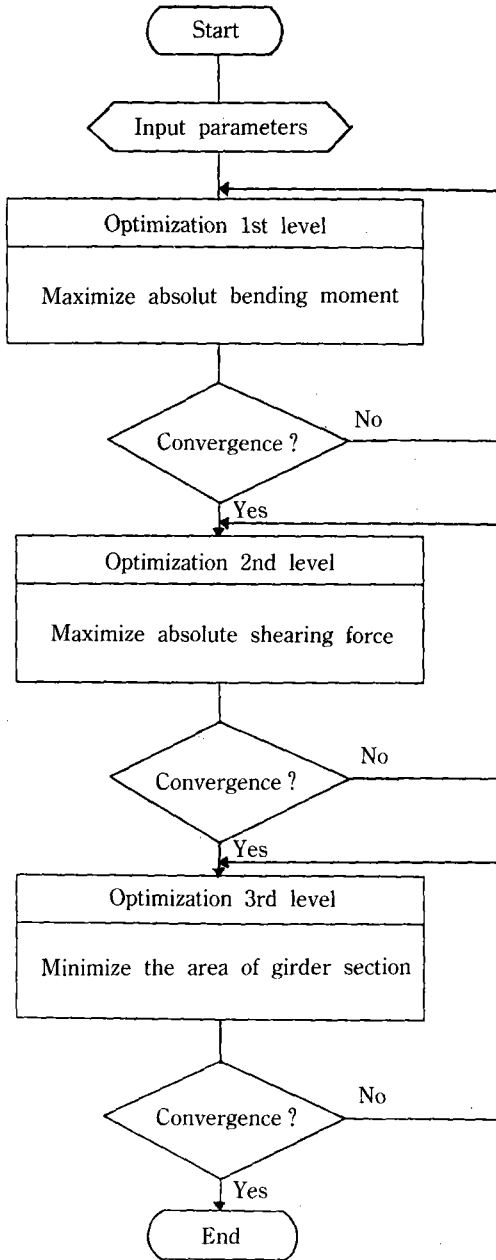 Start
Input parameters
Optimization 1st level
Maximize absolut bending moment
Convergence ?
No
Yes
Optimization 2nd level
Maximize absolute shearing force
Convergence ?
No
Yes
Optimization 3rd level
Minimize the area of girder section
Convergence ?
No
Yes
End